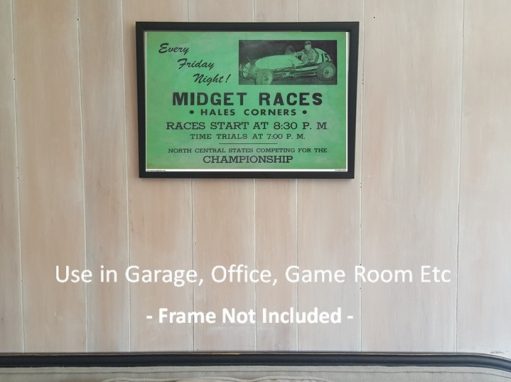 Every
Friday
Night!
MIDGET RACES
• HALES CORNERS •
RACES START AT 8:30 P. M
TIME TRIALS AT 7:00 P. M.
NORTH CENTRAL STATES COMPETING FOR THE
CHAMPIONSHIP
Use in Garage, Office, Game Room Etc
- Frame Not Included -